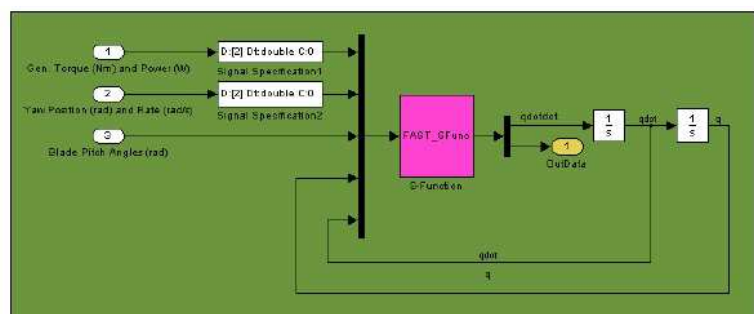 1
D:[2] Dt:double C:0
Gen. Torque (Nm) and Power (W)
Signal Specification1
2
D:[2] Dt:double C:0
Yaw Position (rad) and Rate (rad/s)
Signal Specification2
3
Blade Pitch Angles (rad)
FAST_SFunc
S-Function
qdotdot
1
s
qdot
1
s
q
1
OutData
qdot
q